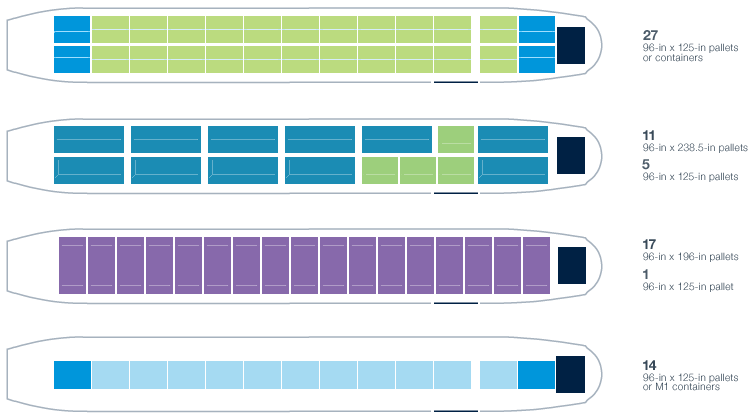 27
96-in x 125-in pallets
or containers
11
96-in x 238.5-in pallets
5
96-in x 125-in pallets
17
96-in x 196-in pallets
1
96-in x 125-in pallet
14
96-in x 125-in pallets
or M1 containers